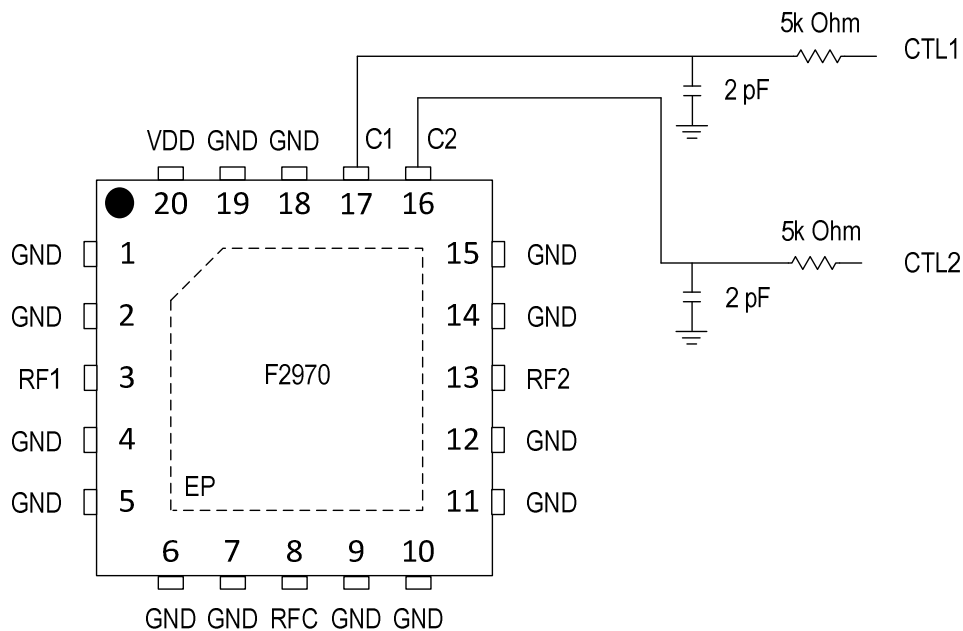 5k Ohm
CTL1
2 pF
VDD GND GND C1 C2
20 19 18 17 16
GND 1 15 GND
5k Ohm
CTL2
2 pF
GND 2 14 GND
RF1 3 F2970 13 RF2
GND 4 12 GND
EP
GND 5 11 GND
6 7 8 9 10
GND GND RFC GND GND